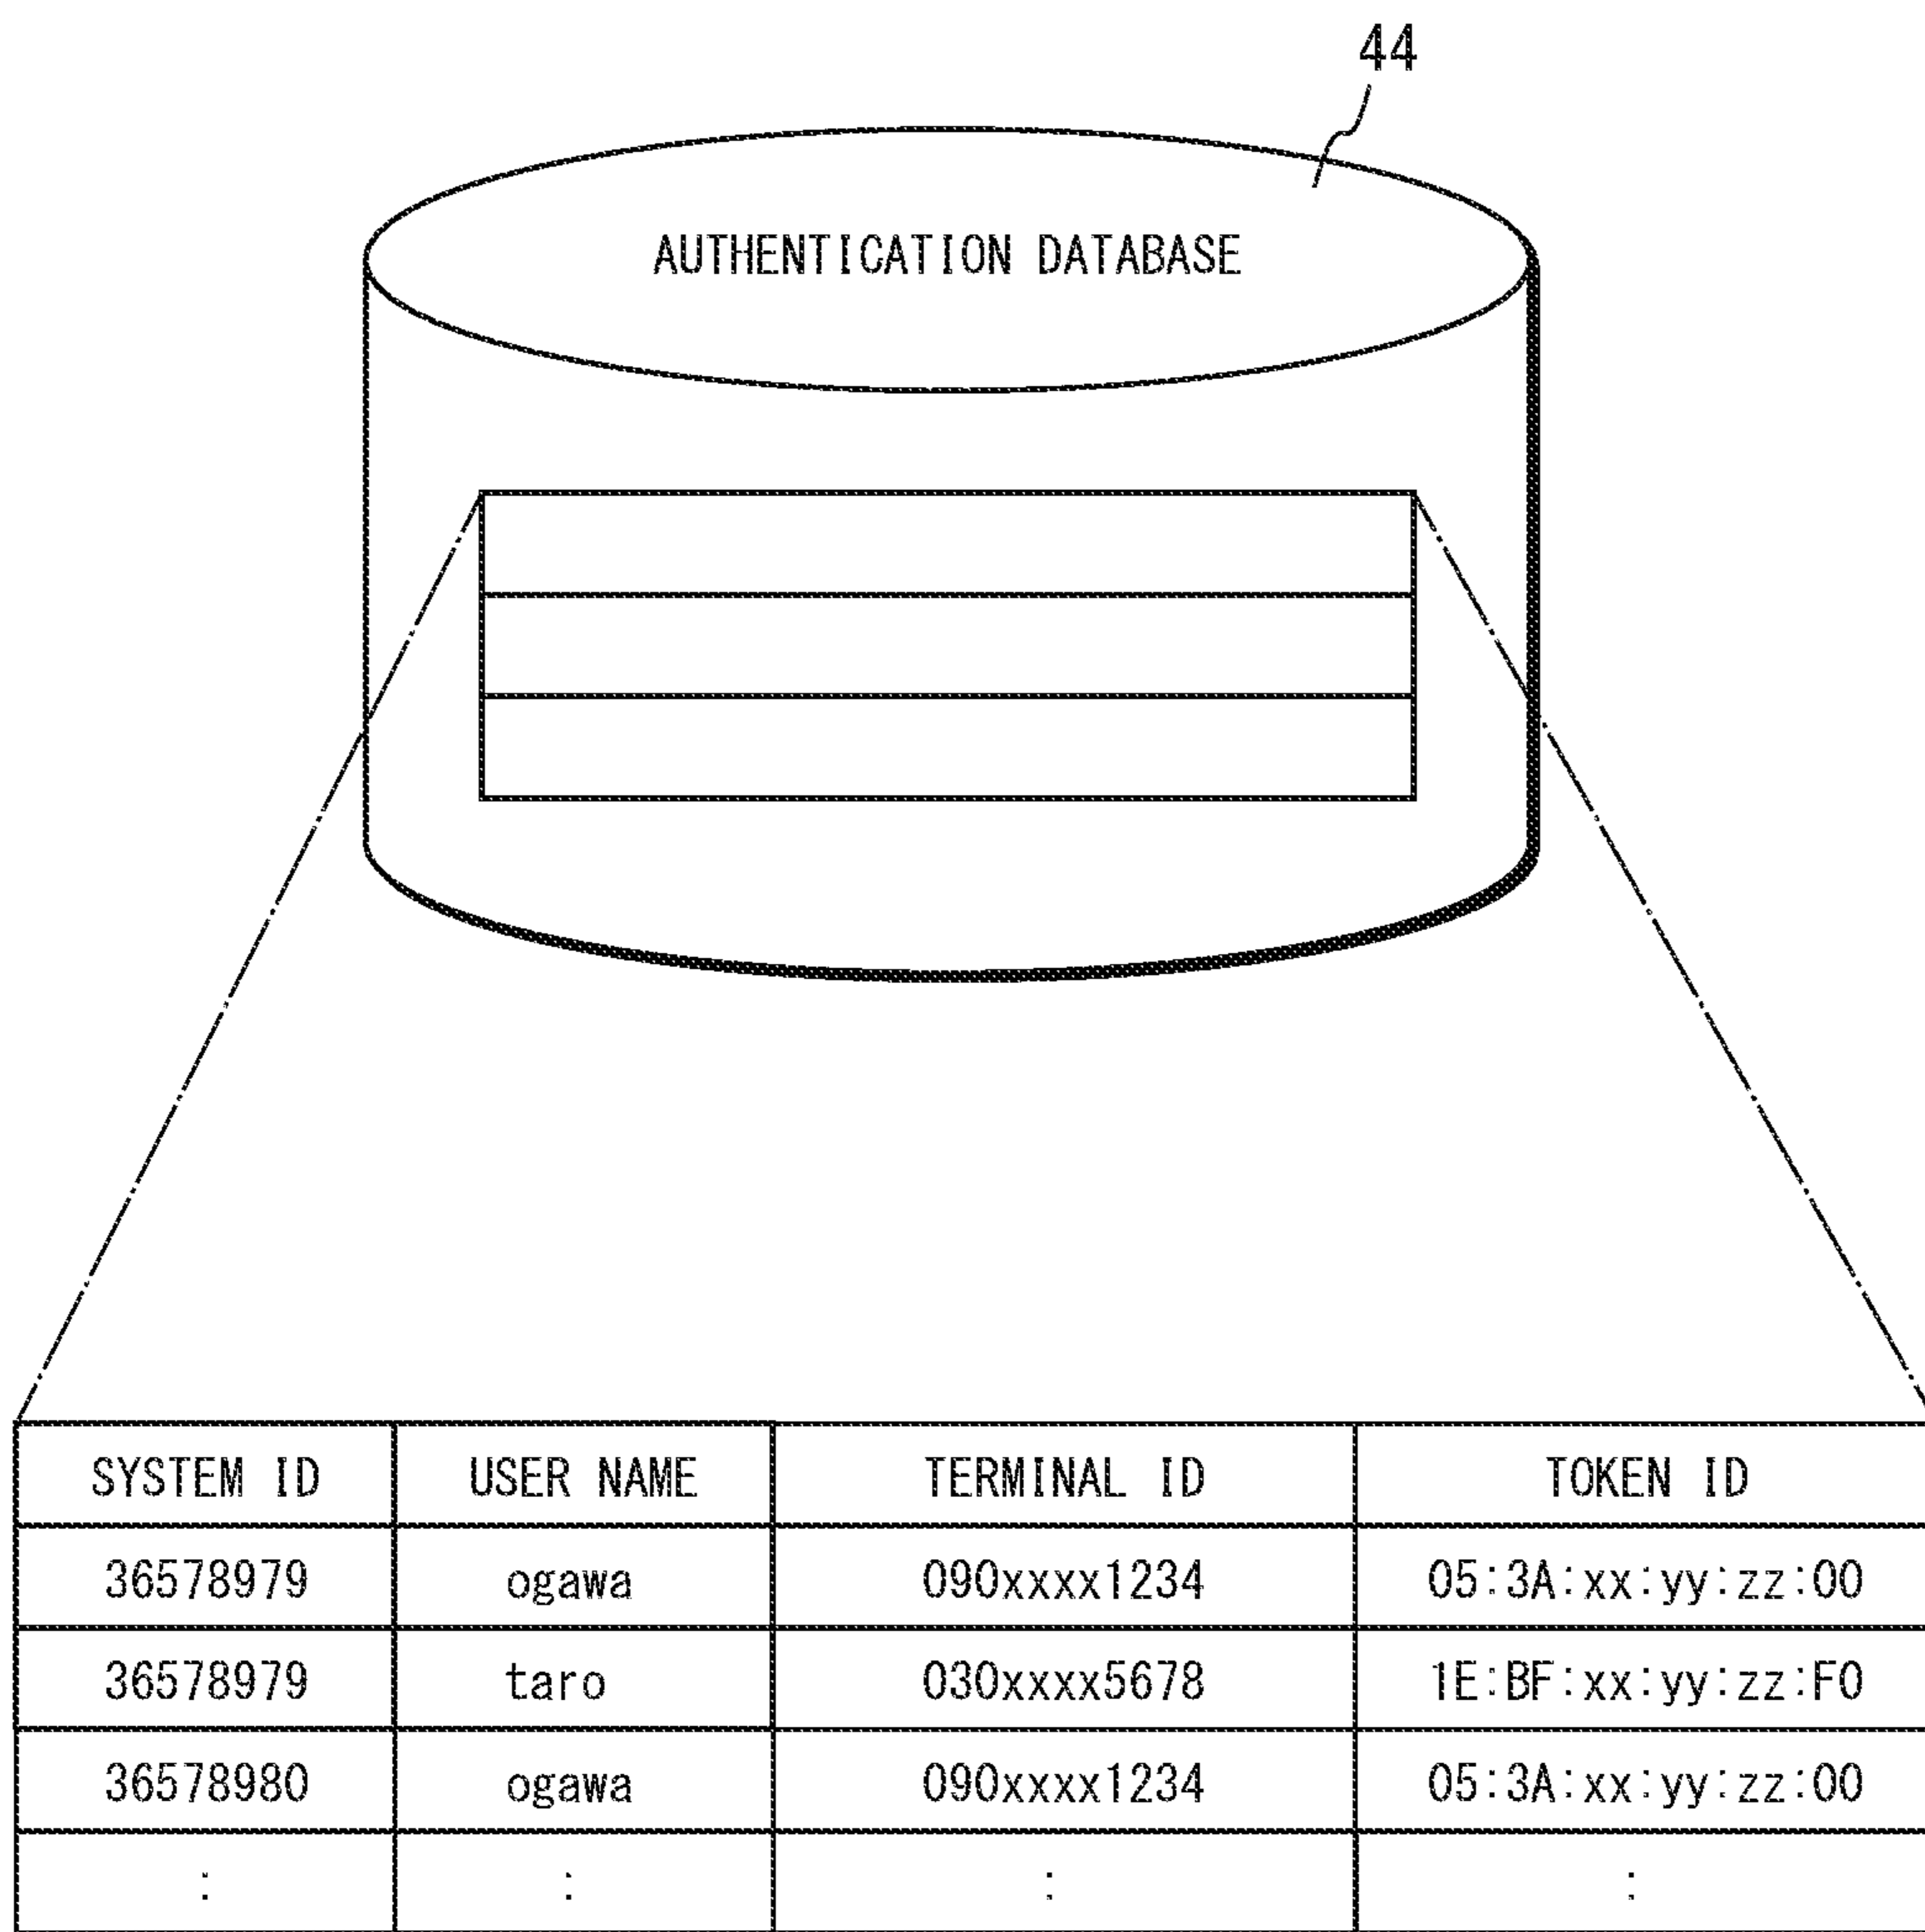 44
AUTHENTICATION DATABASE
SYSTEM ID USER NAME TERMINAL ID TOKEN ID
36578979 ogawa 090xxxx1234 05:3A:xx:yy:zz:00
36578979 taro 030xxxx5678 1E:BF:xx:yy:zz:F0
36578980 ogawa 090xxxx1234 05:3A:xx:yy:zz:00
: : : :